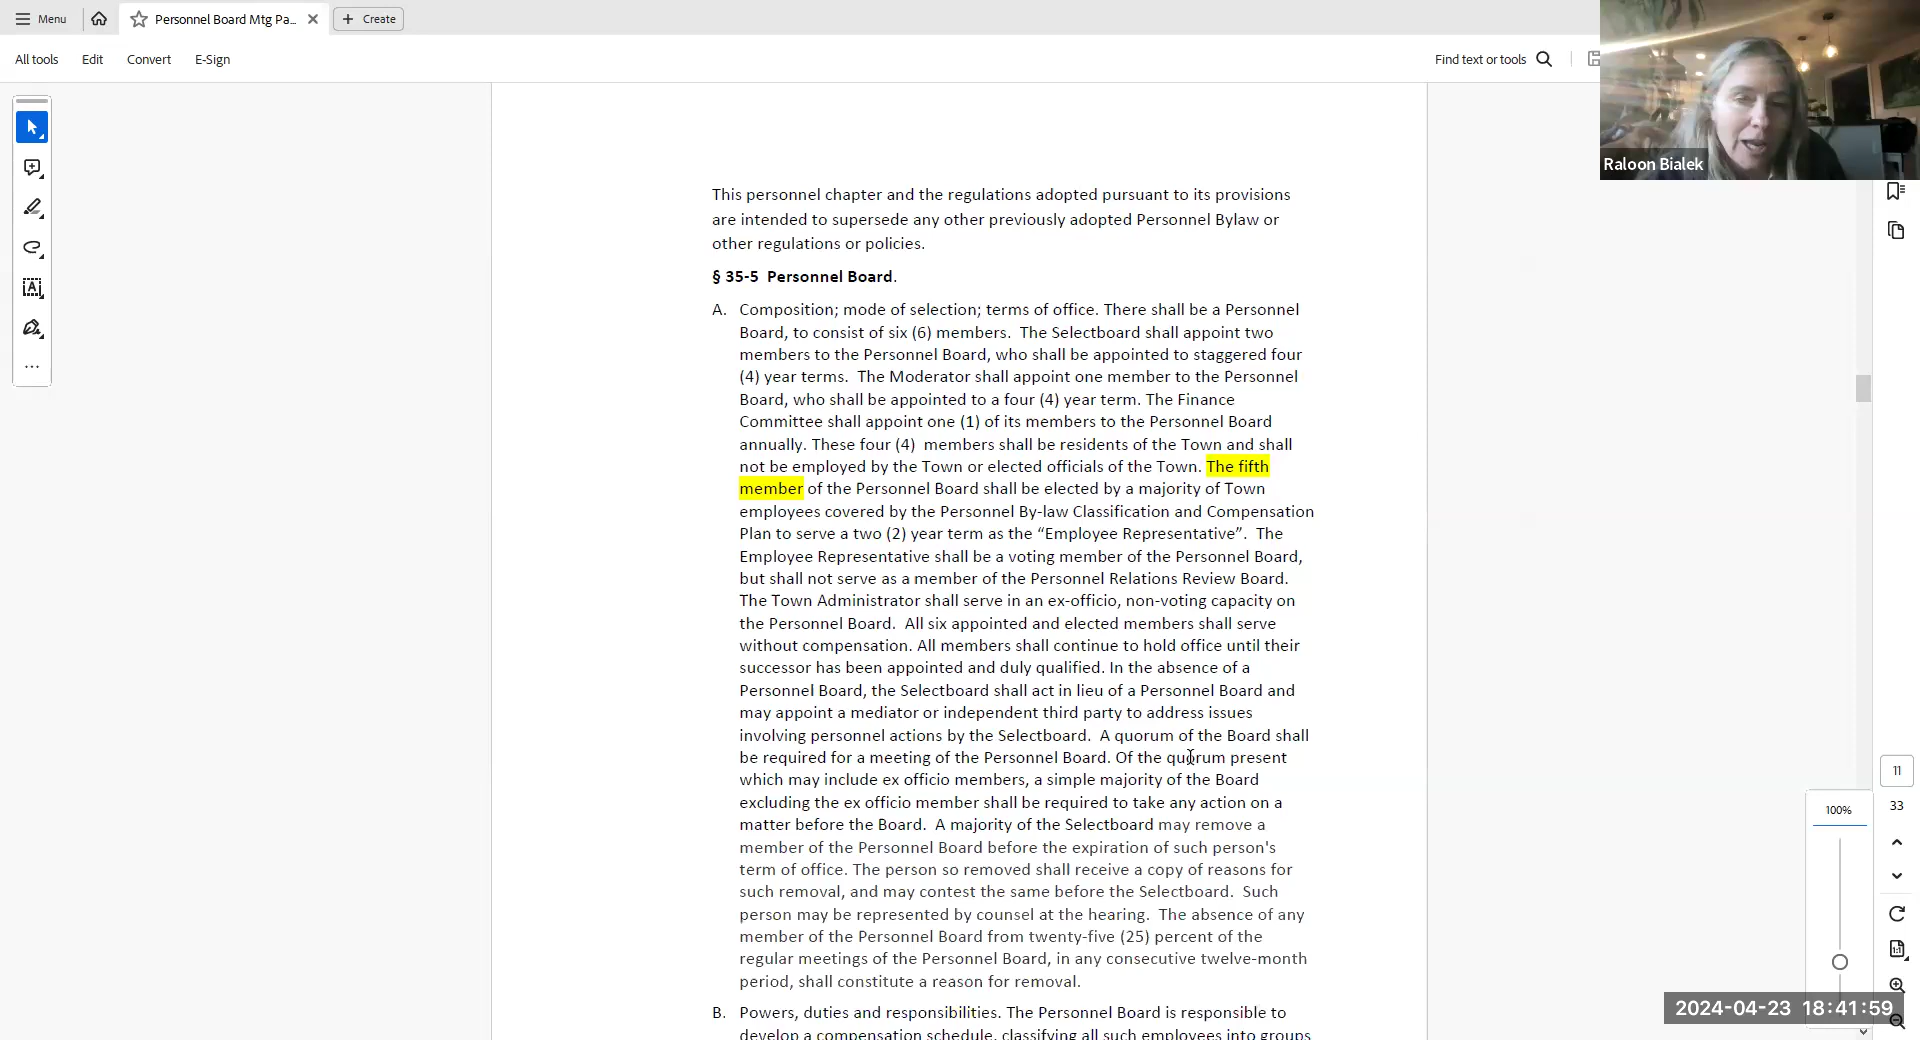 Menu
Personnel Board Mtg Pa...
Create
All tools
Edit
Convert
E-Sign
Find text or tools
Raloon Bialek
This personnel chapter and the regulations adopted pursuant to its provisions
are intended to supersede any other previously adopted Personnel Bylaw or
other regulations or policies.
§ 35-5  Personnel Board.
A. Composition; mode of selection; terms of office. There shall be a Personnel
Board, to consist of six (6) members.  The Selectboard shall appoint two
members to the Personnel Board, who shall be appointed to staggered four
(4) year terms.  The Moderator shall appoint one member to the Personnel
Board, who shall be appointed to a four (4) year term. The Finance
Committee shall appoint one (1) of its members to the Personnel Board
annually. These four (4)  members shall be residents of the Town and shall
not be employed by the Town or elected officials of the Town. The fifth
member of the Personnel Board shall be elected by a majority of Town
employees covered by the Personnel By-law Classification and Compensation
Plan to serve a two (2) year term as the “Employee Representative”.  The
Employee Representative shall be a voting member of the Personnel Board,
but shall not serve as a member of the Personnel Relations Review Board.
The Town Administrator shall serve in an ex-officio, non-voting capacity on
the Personnel Board.  All six appointed and elected members shall serve
without compensation. All members shall continue to hold office until their
successor has been appointed and duly qualified. In the absence of a
Personnel Board, the Selectboard shall act in lieu of a Personnel Board and
may appoint a mediator or independent third party to address issues
involving personnel actions by the Selectboard.  A quorum of the Board shall
be required for a meeting of the Personnel Board. Of the quorum present
which may include ex officio members, a simple majority of the Board
excluding the ex officio member shall be required to take any action on a
matter before the Board.  A majority of the Selectboard may remove a
member of the Personnel Board before the expiration of such person's
term of office. The person so removed shall receive a copy of reasons for
such removal, and may contest the same before the Selectboard.  Such
person may be represented by counsel at the hearing.  The absence of any
member of the Personnel Board from twenty-five (25) percent of the
regular meetings of the Personnel Board, in any consecutive twelve-month
period, shall constitute a reason for removal.
B. Powers, duties and responsibilities. The Personnel Board is responsible to
develop a compensation schedule, classifying all such employees into groups
11
33
100%
2024-04-23 18:41:59